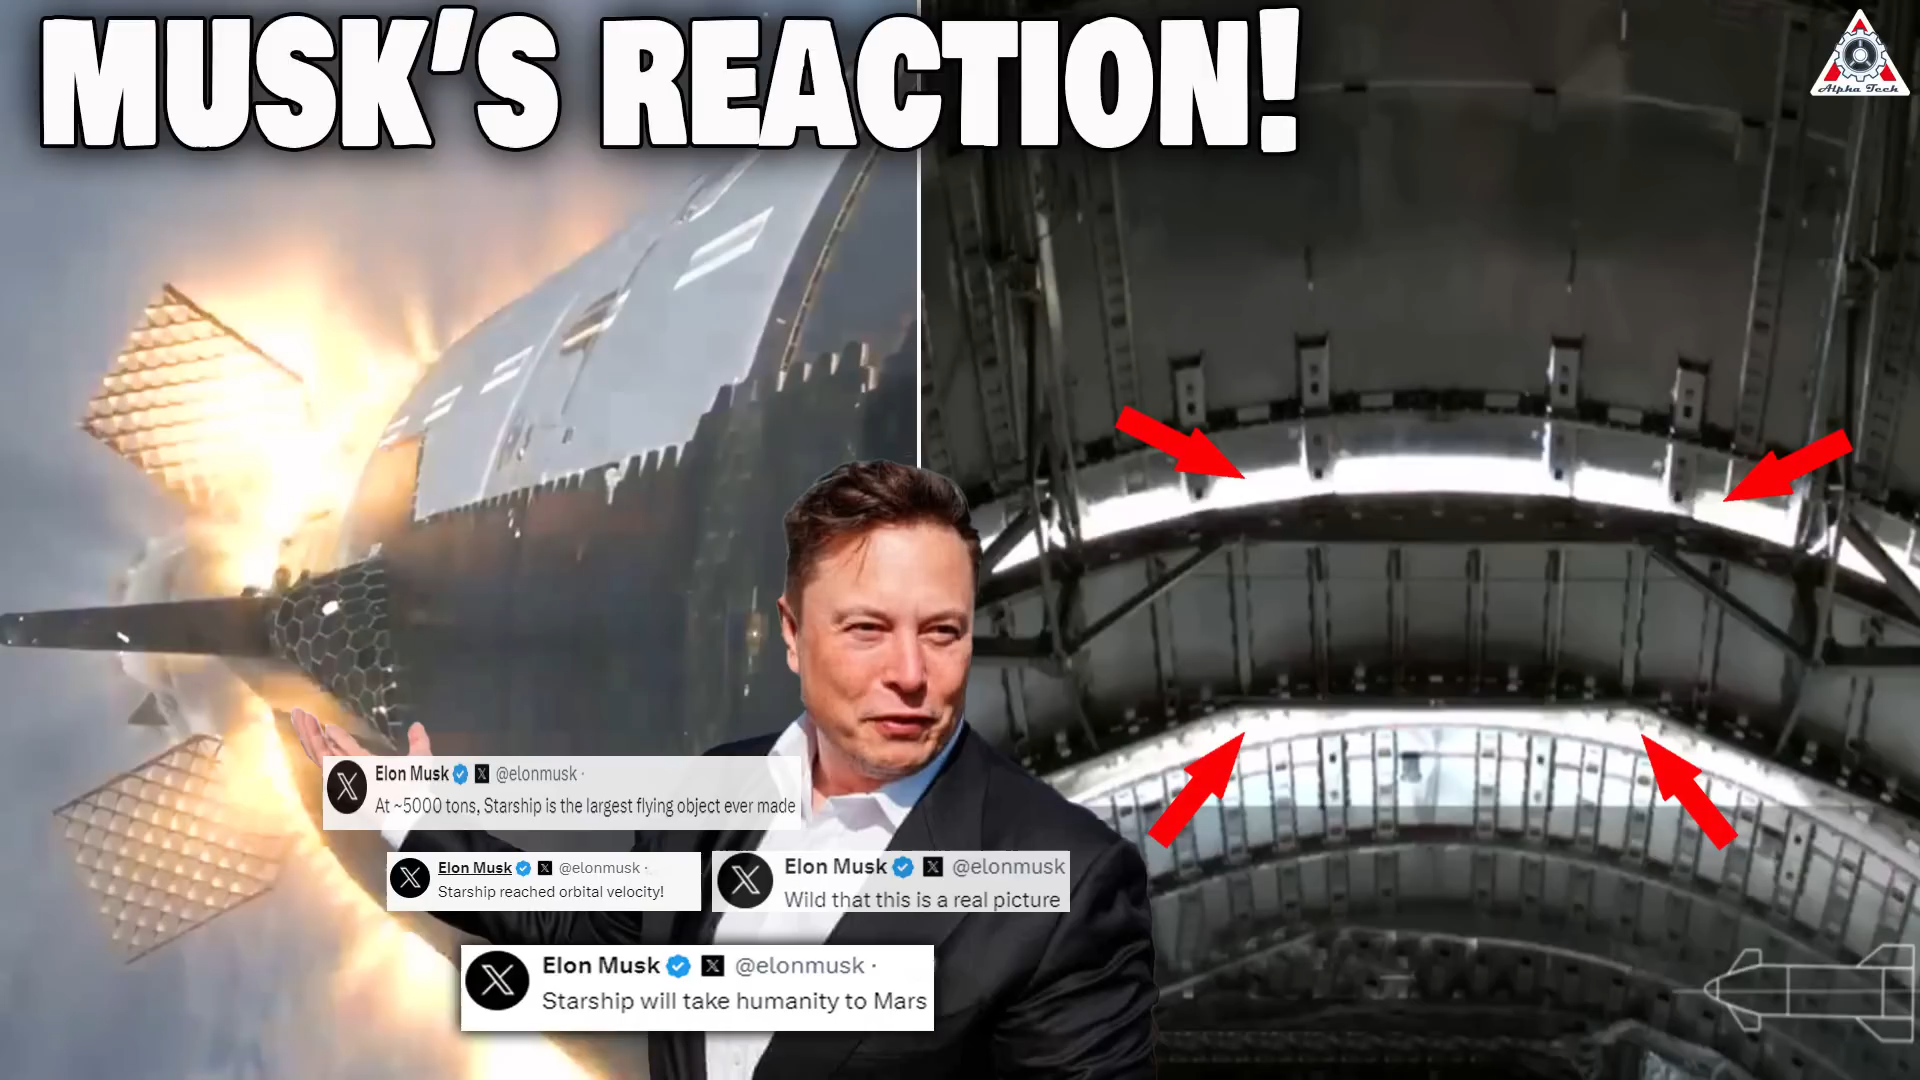 MUSK'S REACTION!
Alpha Tech
Elon Musk @elonmusk ·
At ~5000 tons, Starship is the largest flying object ever made
Elon Musk @elonmusk ·
Starship reached orbital velocity!
Elon Musk @elonmusk
Wild that this is a real picture
Elon Musk @elonmusk ·
Starship will take humanity to Mars